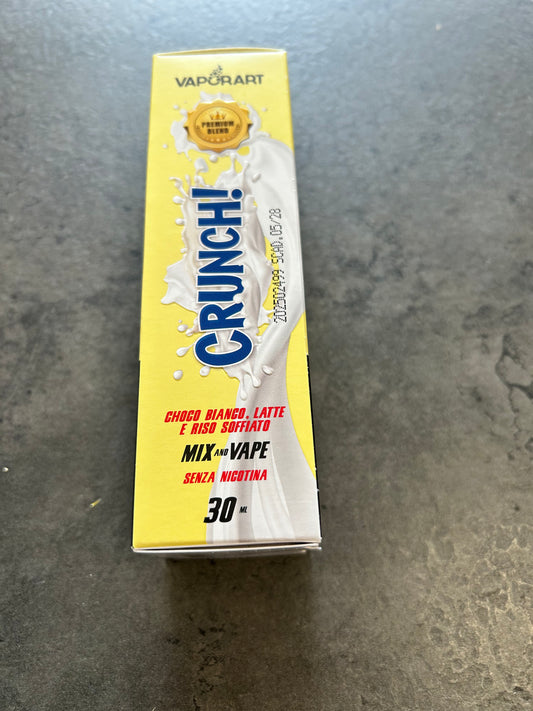 VAPORART
PREMIUM
BLEND
CRUNCH!
202502499 SCAD.05/28
CHOCO BIANCO, LATTE
E RISO SOFFIATO
MIX AND VAPE
SENZA NICOTINA
30 ML